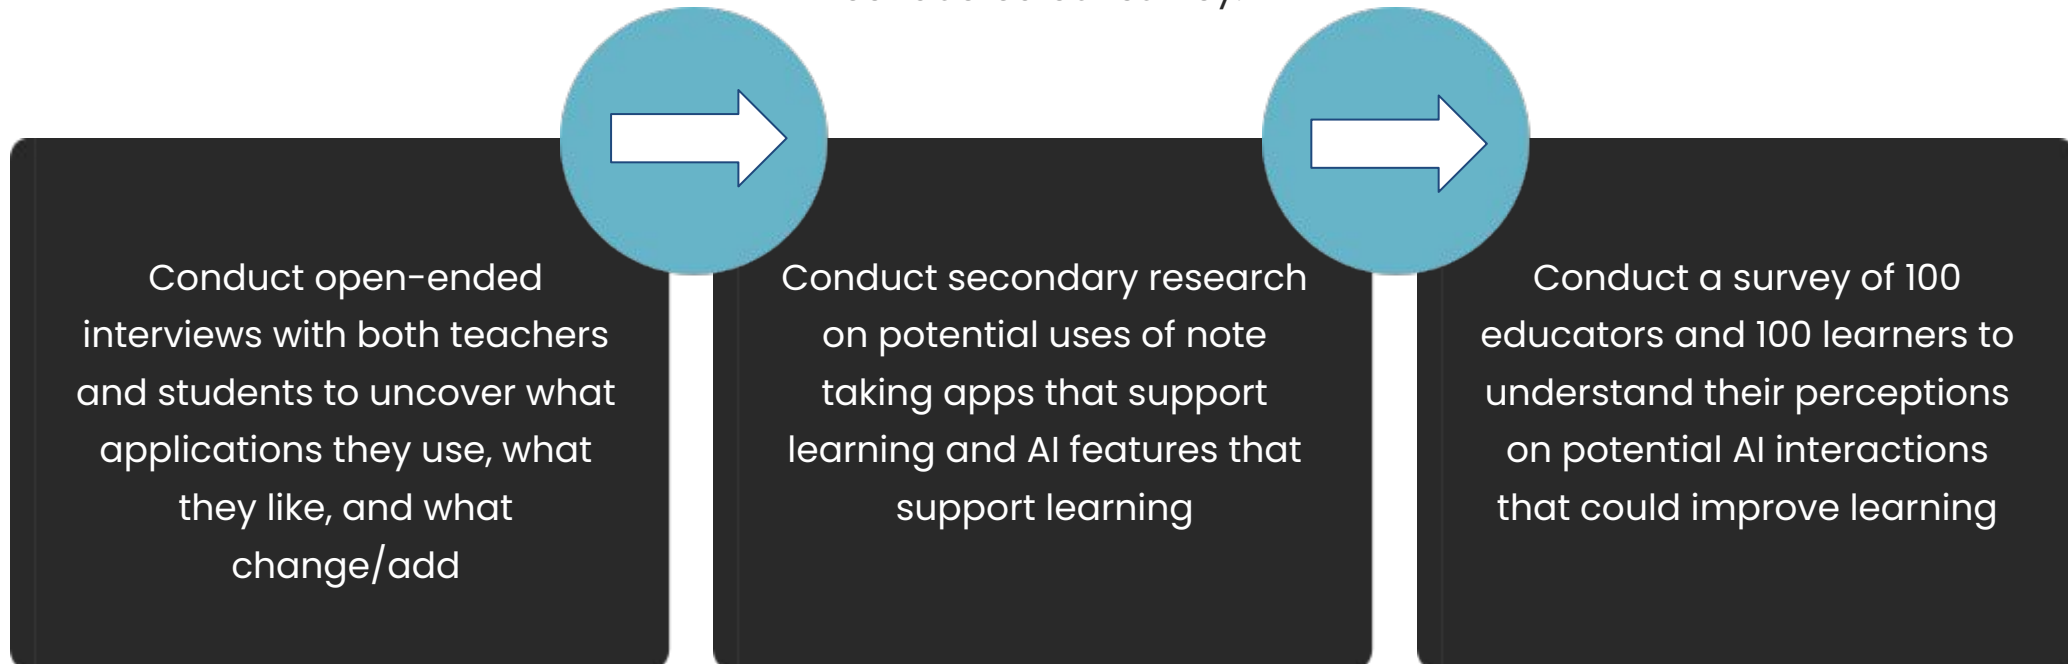 Conduct open-ended
interviews with both teachers
and students to uncover what
applications they use, what
they like, and what
change/add
Conduct secondary research
on potential uses of note
taking apps that support
learning and AI features that
support learning
Conduct a survey of 100
educators and 100 learners to
understand their perceptions
on potential AI interactions
that could improve learning